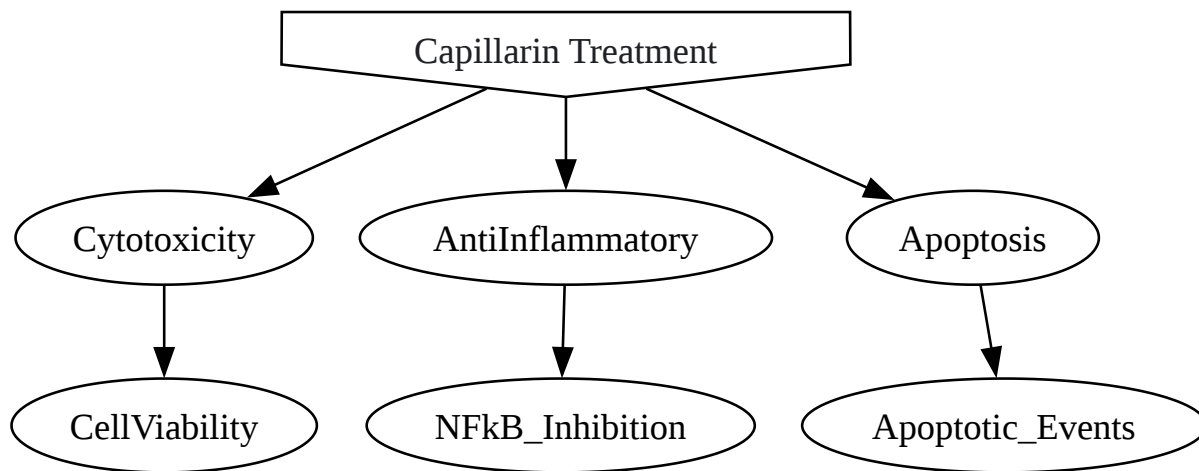 Capillarin Treatment
Cytotoxicity
AntiInflammatory
Apoptosis
CellViability
NFkB_Inhibition
Apoptotic_Events